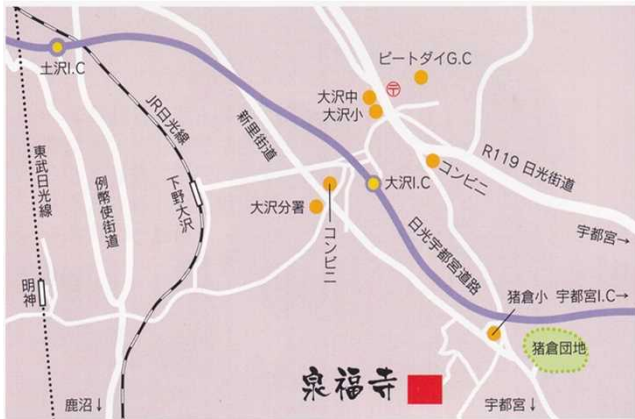 ピートダイG.C
土沢I.C
〒
大沢中
大沢小
JR日光線
新里街道
R119 日光街道
コンビニ
東武日光線
例幣使街道
下野大沢
大沢I.C
大沢分署
コンビニ
日光宇都宮道路
宇都宮→
明神
猪倉小
宇都宮I.C→
猪倉団地
泉福寺
鹿沼↓
宇都宮↓